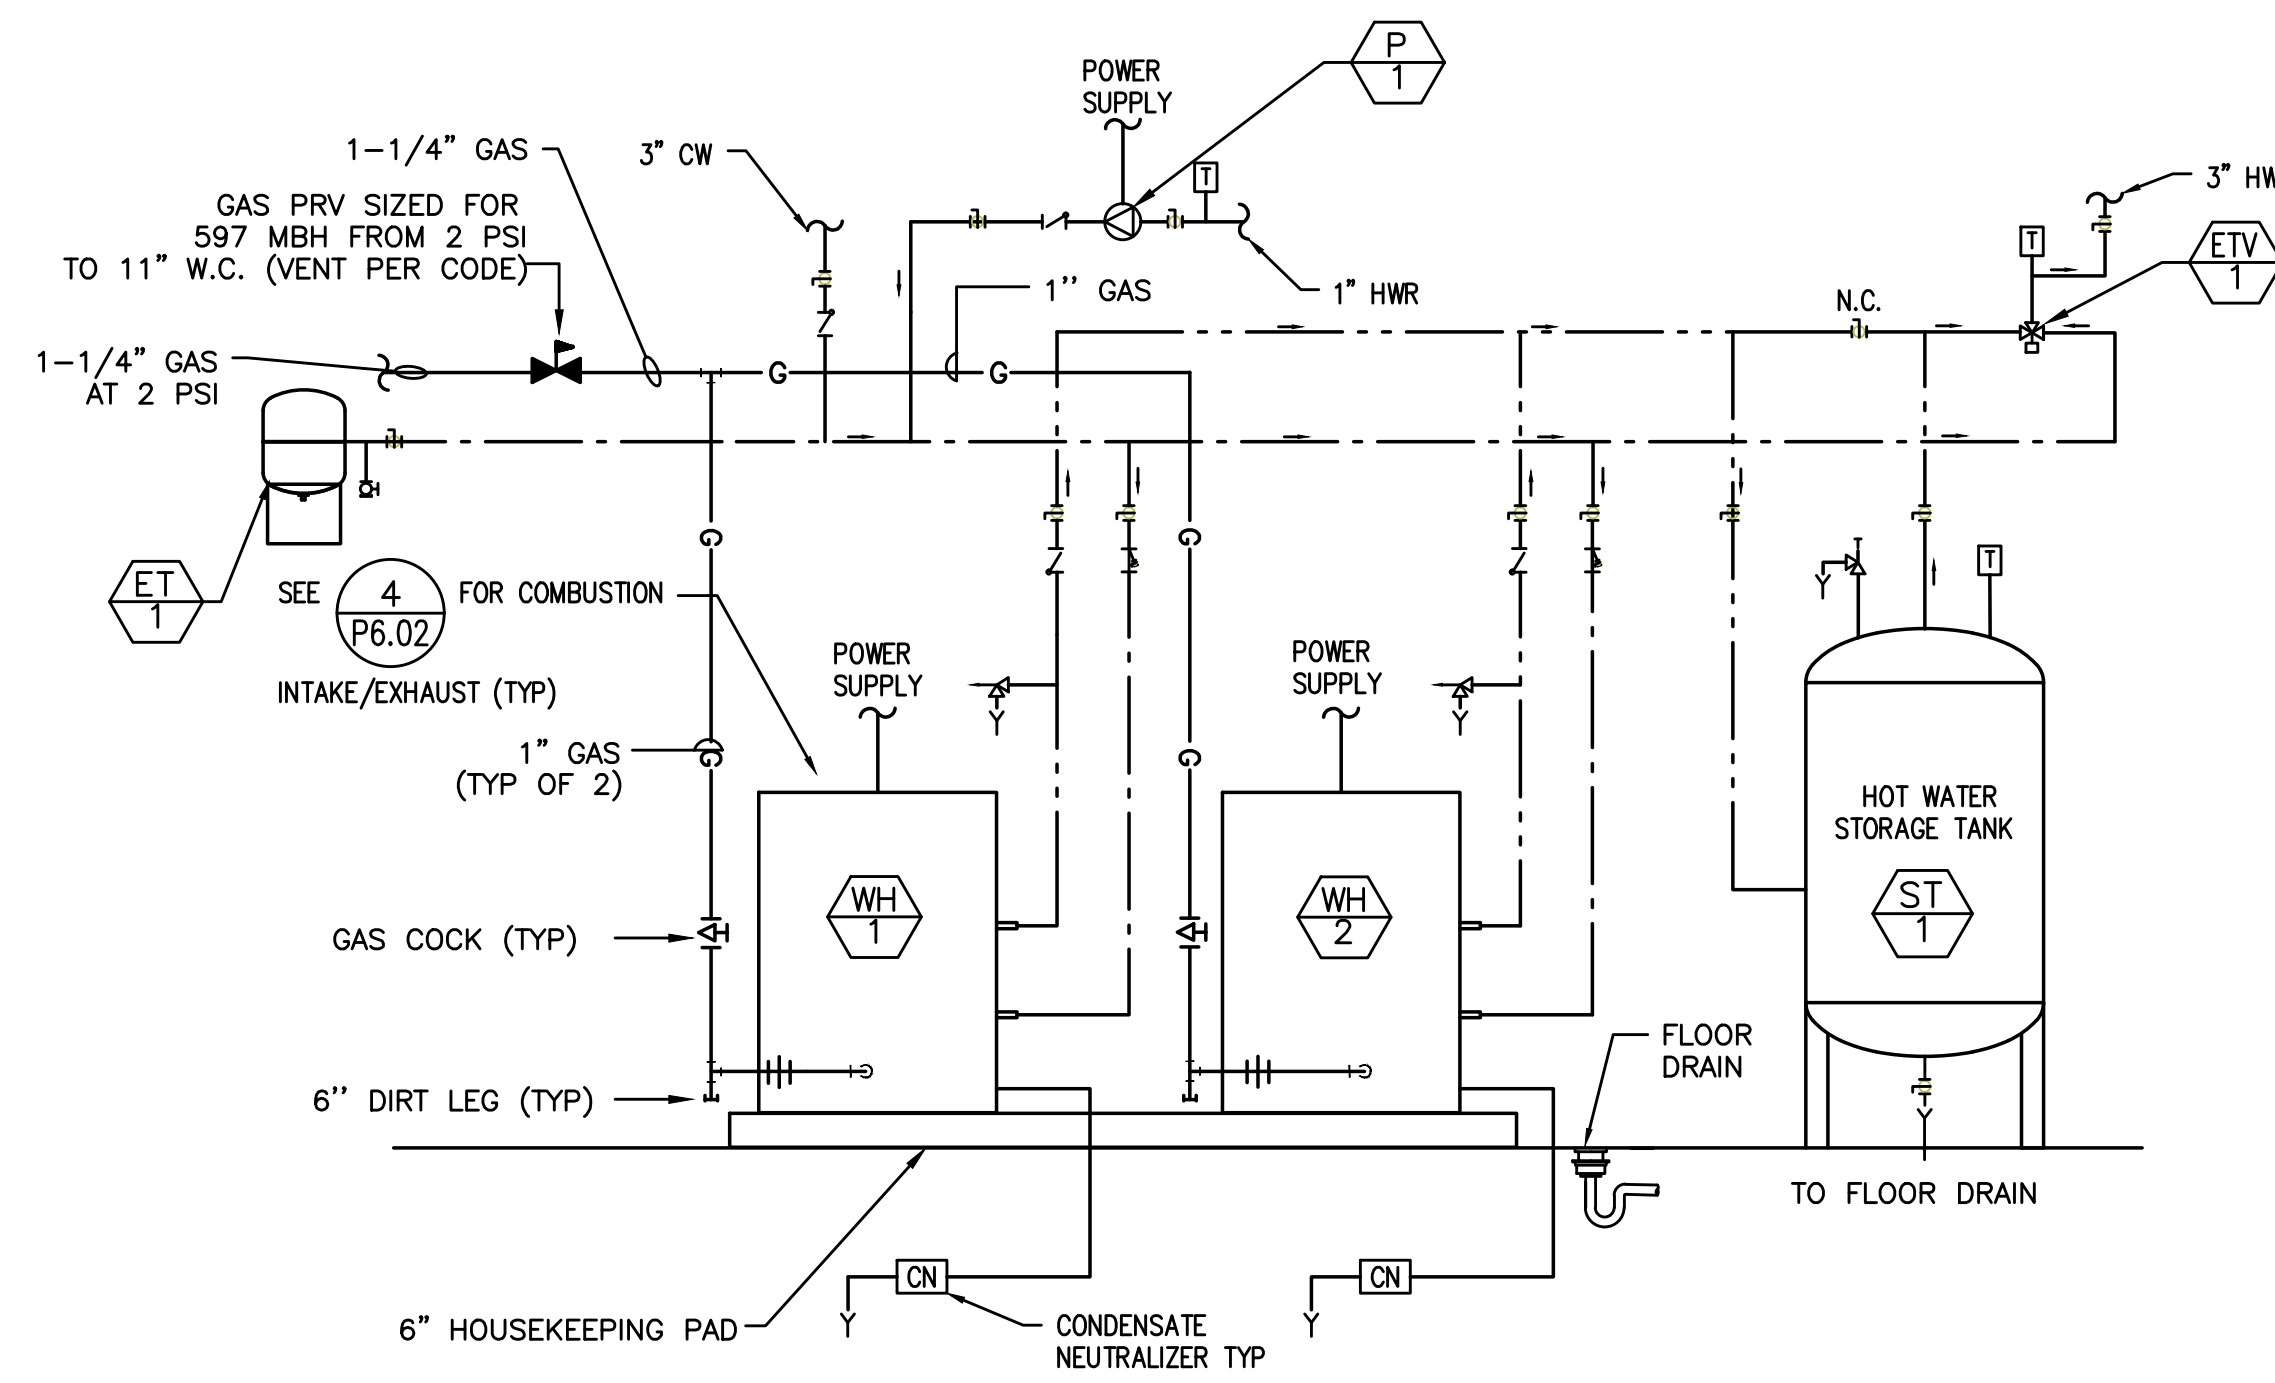 P
1
POWER
SUPPLY
1-1/4" GAS
3" CW
T
3" HW
GAS PRV SIZED FOR
597 MBH FROM 2 PSI
TO 11" W.C. (VENT PER CODE)
T
ETV
1
1'' GAS
1" HWR
N.C.
1-1/4" GAS
AT 2 PSI
G
G
G
G
ET
1
SEE
4
P6.02
FOR COMBUSTION
INTAKE/EXHAUST (TYP)
T
POWER
SUPPLY
POWER
SUPPLY
1" GAS
(TYP OF 2)
G
G
HOT WATER
STORAGE TANK
WH
1
WH
2
ST
1
GAS COCK (TYP)
FLOOR
DRAIN
6'' DIRT LEG (TYP)
TO FLOOR DRAIN
CN
CN
6" HOUSEKEEPING PAD
CONDENSATE
NEUTRALIZER TYP